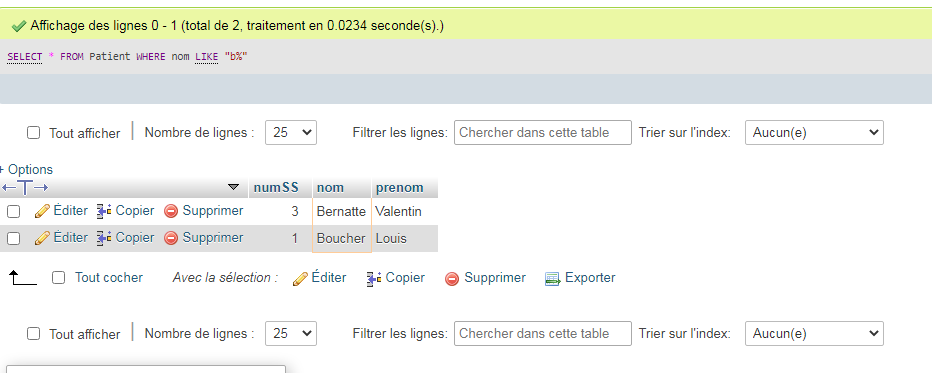 Affichage des lignes 0 - 1 (total de 2, traitement en 0.0234 seconde(s).)
SELECT * FROM Patient WHERE nom LIKE "b%"
Tout afficher Nombre de lignes : 25 Filtrer les lignes: Chercher dans cette table Trier sur l'index: Aucun(e)
+ Options
←T→ numSS nom prenom
Éditer Copier Supprimer 3 Bernatte Valentin
Éditer Copier Supprimer 1 Boucher Louis
Tout cocher Avec la sélection : Éditer Copier Supprimer Exporter
Tout afficher Nombre de lignes : 25 Filtrer les lignes: Chercher dans cette table Trier sur l'index: Aucun(e)